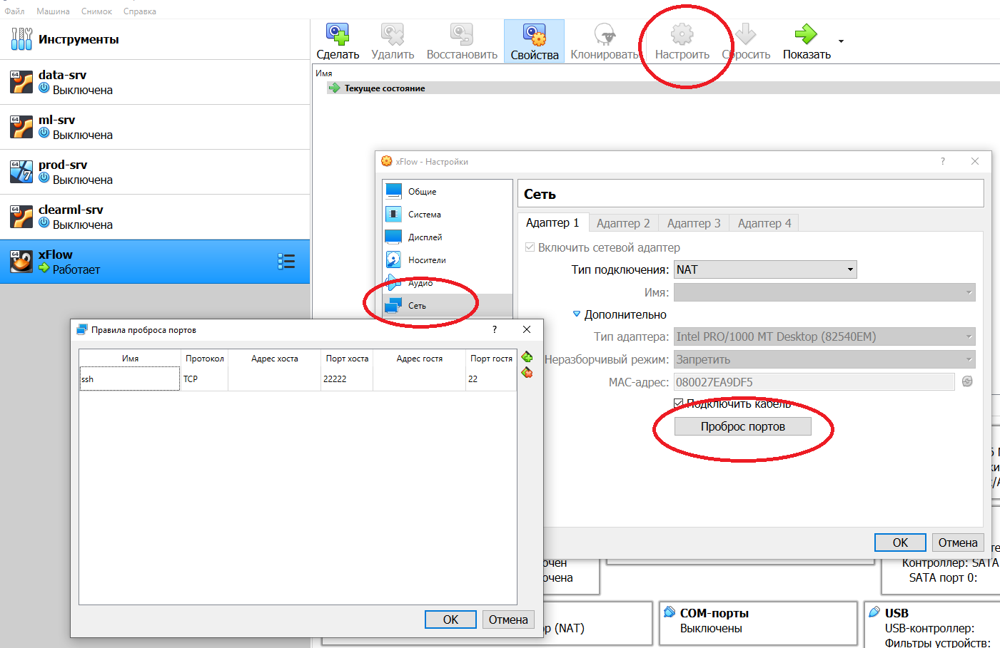 Файл Машина Снимок Справка
Инструменты
data-srv
Выключена
ml-srv
Выключена
prod-srv
Выключена
clearml-srv
Выключена
xFlow
Работает
Сделать Удалить Восстановить Свойства Клонировать Настроить Сбросить Показать
Имя
Текущее состояние
xFlow - Настройки
?
Общие
Система
Дисплей
Носители
Аудио
Сеть
Сеть
Адаптер 1 Адаптер 2 Адаптер 3 Адаптер 4
Включить сетевой адаптер
Тип подключения: NAT
Имя:
Дополнительно
Тип адаптера: Intel PRO/1000 MT Desktop (82540EM)
Неразборчивый режим: Запретить
MAC-адрес: 080027EA9DF5
Подключить кабель
Проброс портов
OK Отмена
Правила проброса портов
?
Имя Протокол Адрес хоста Порт хоста Адрес гостя Порт гостя
ssh TCP 22222 22
OK Отмена
чен
чена
Контроллер: SATA
SATA порт 0:
(NAT)
COM-порты
Выключены
USB
USB-контроллер:
Фильтры устройств: